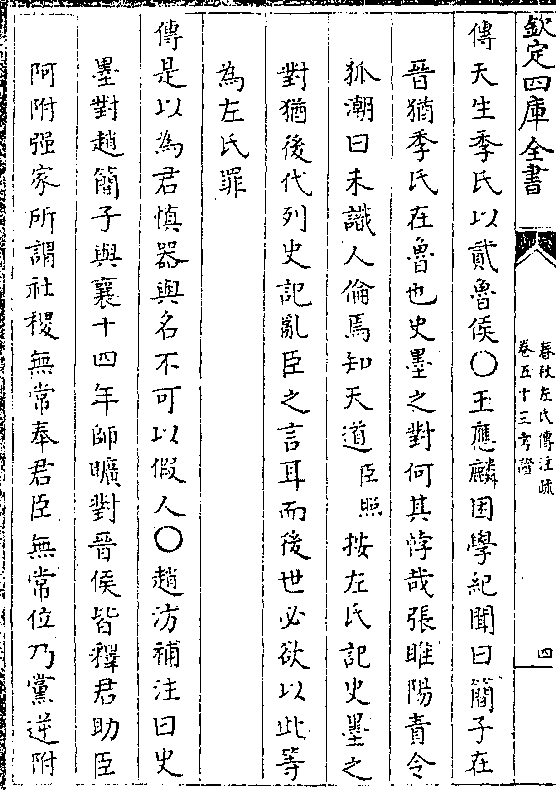 欽定四庫全書
春秋左氏傳注疏
卷五十三考證
四
傳天生季氏以貳魯侯〇王應麟困學紀聞曰簡子在
晉猶季氏在魯也史墨之對何其誖哉張睢陽責令
狐潮曰未識人倫焉知天道臣照按左氏記史墨之
對猶後代列史記亂臣之言耳而後世必欲以此等
為左氏罪
傳是以為君慎器與名不可以假人〇趙汸補注曰史
墨對趙簡子與襄十四年師曠對晉侯皆釋君助臣
阿附强家所謂社稷無常奉君臣無常位乃黨逆附